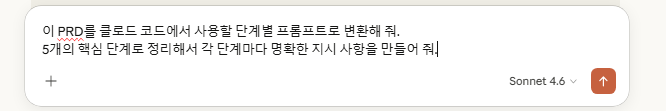 이 PRD를 클로드 코드에서 사용할 단계별 프롬프트로 변환해 줘.
5개의 핵심 단계로 정리해서 각 단계마다 명확한 지시 사항을 만들어 줘.
Sonnet 4.6